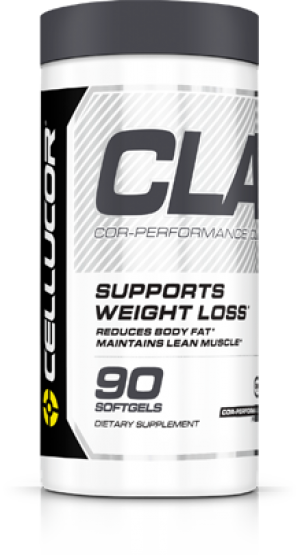 CELLUCOR
CLA
COR-PERFORMANCE
SUPPORTS
WEIGHT LOSS*
REDUCES BODY FAT*
MAINTAINS LEAN MUSCLE*
90
SOFTGELS
DIETARY SUPPLEMENT